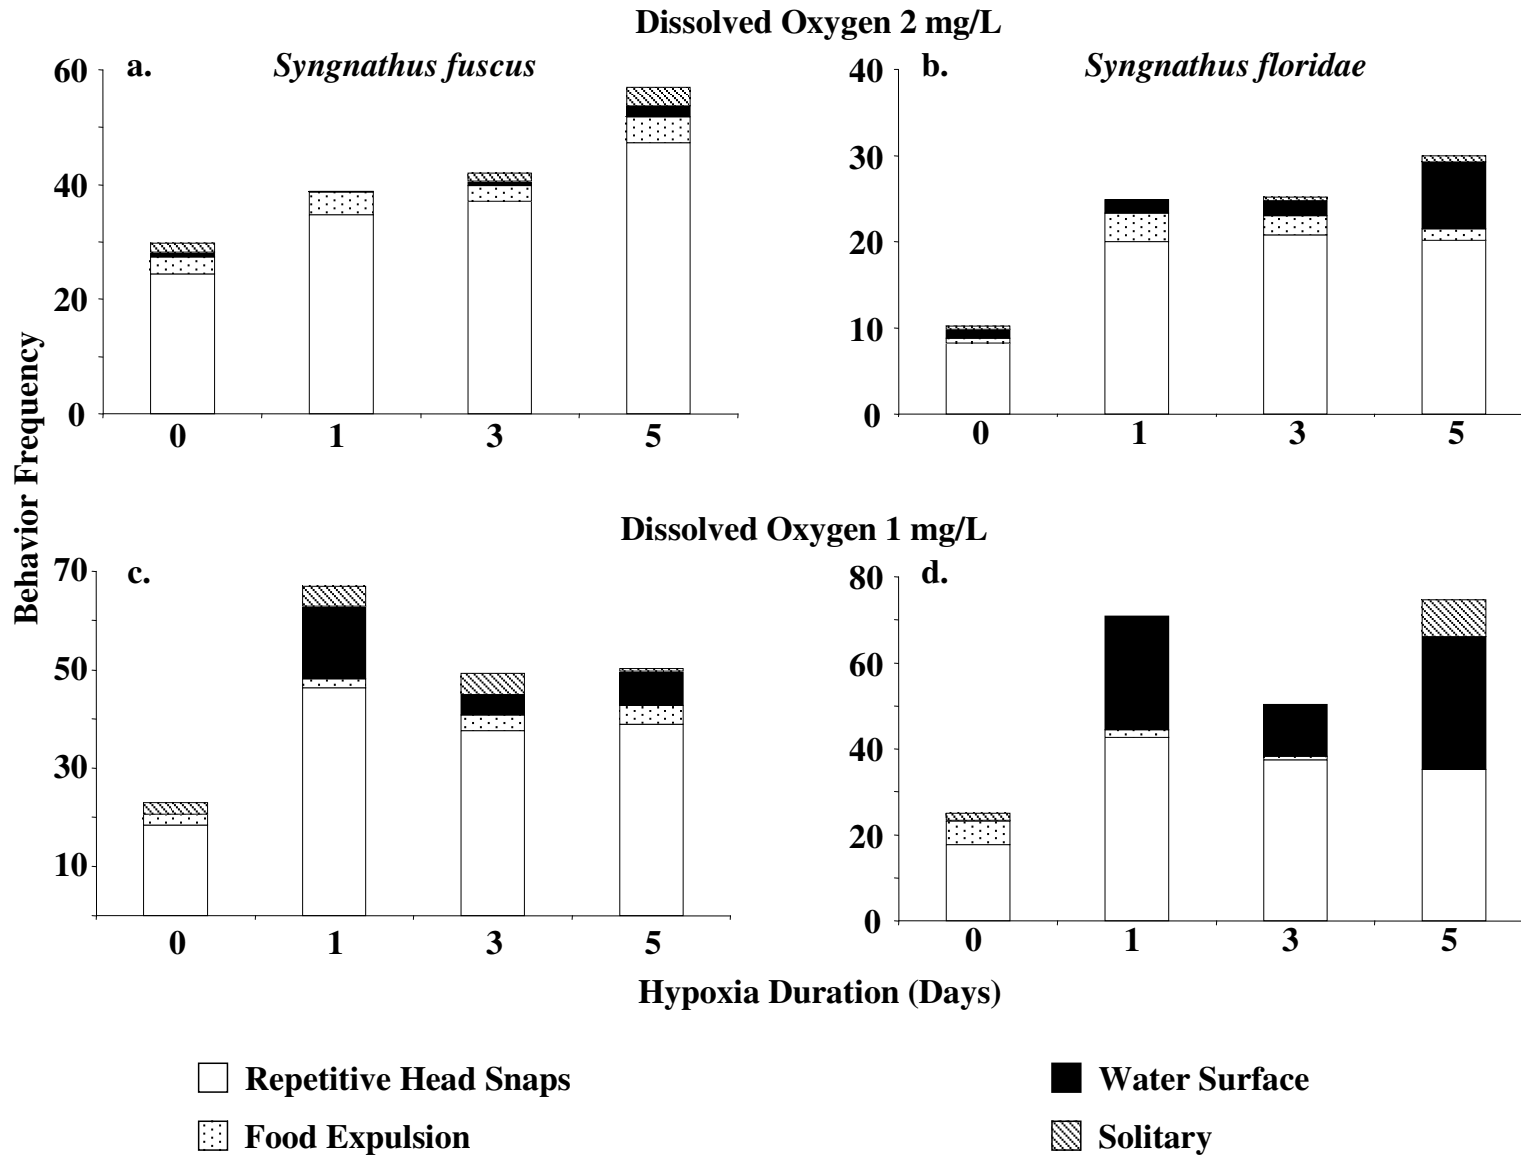 Dissolved Oxygen 2 mg/L
a. Syngnathus fuscus
b. Syngnathus floridae
60
40
20
0
0 1 3 5
40
30
20
10
0
0 1 3 5
Behavior Frequency
Dissolved Oxygen 1 mg/L
c.
70
50
30
10
0 1 3 5
d.
80
60
40
20
0
0 1 3 5
Hypoxia Duration (Days)
Repetitive Head Snaps
Water Surface
Food Expulsion
Solitary